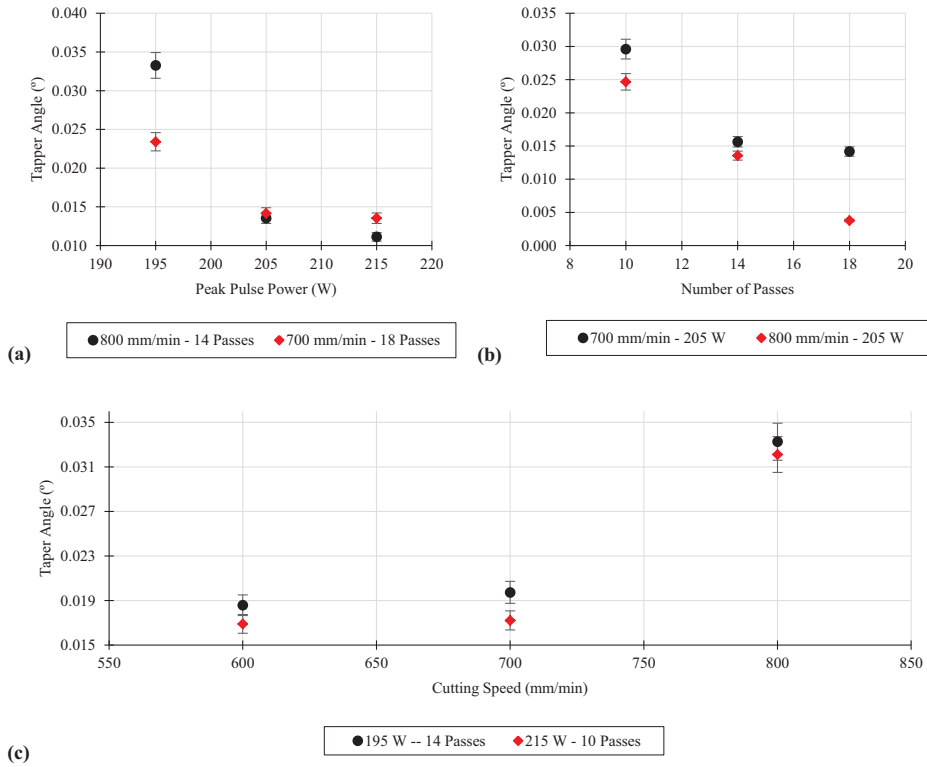 0.040
0.035
0.030
0.025
0.020
0.015
0.010
Tapper Angle (º)
190 195 200 205 210 215 220
Peak Pulse Power (W)
800 mm/min - 14 Passes 700 mm/min - 18 Passes
(a)
0.035
0.030
0.025
0.020
0.015
0.010
0.005
0.000
Tapper Angle (º)
8 10 12 14 16 18 20
Number of Passes
700 mm/min - 205 W 800 mm/min - 205 W
(b)
0.035
0.031
0.027
0.023
0.019
0.015
Taper Angle (º)
550 600 650 700 750 800 850
Cutting Speed (mm/min)
195 W -- 14 Passes 215 W - 10 Passes
(c)